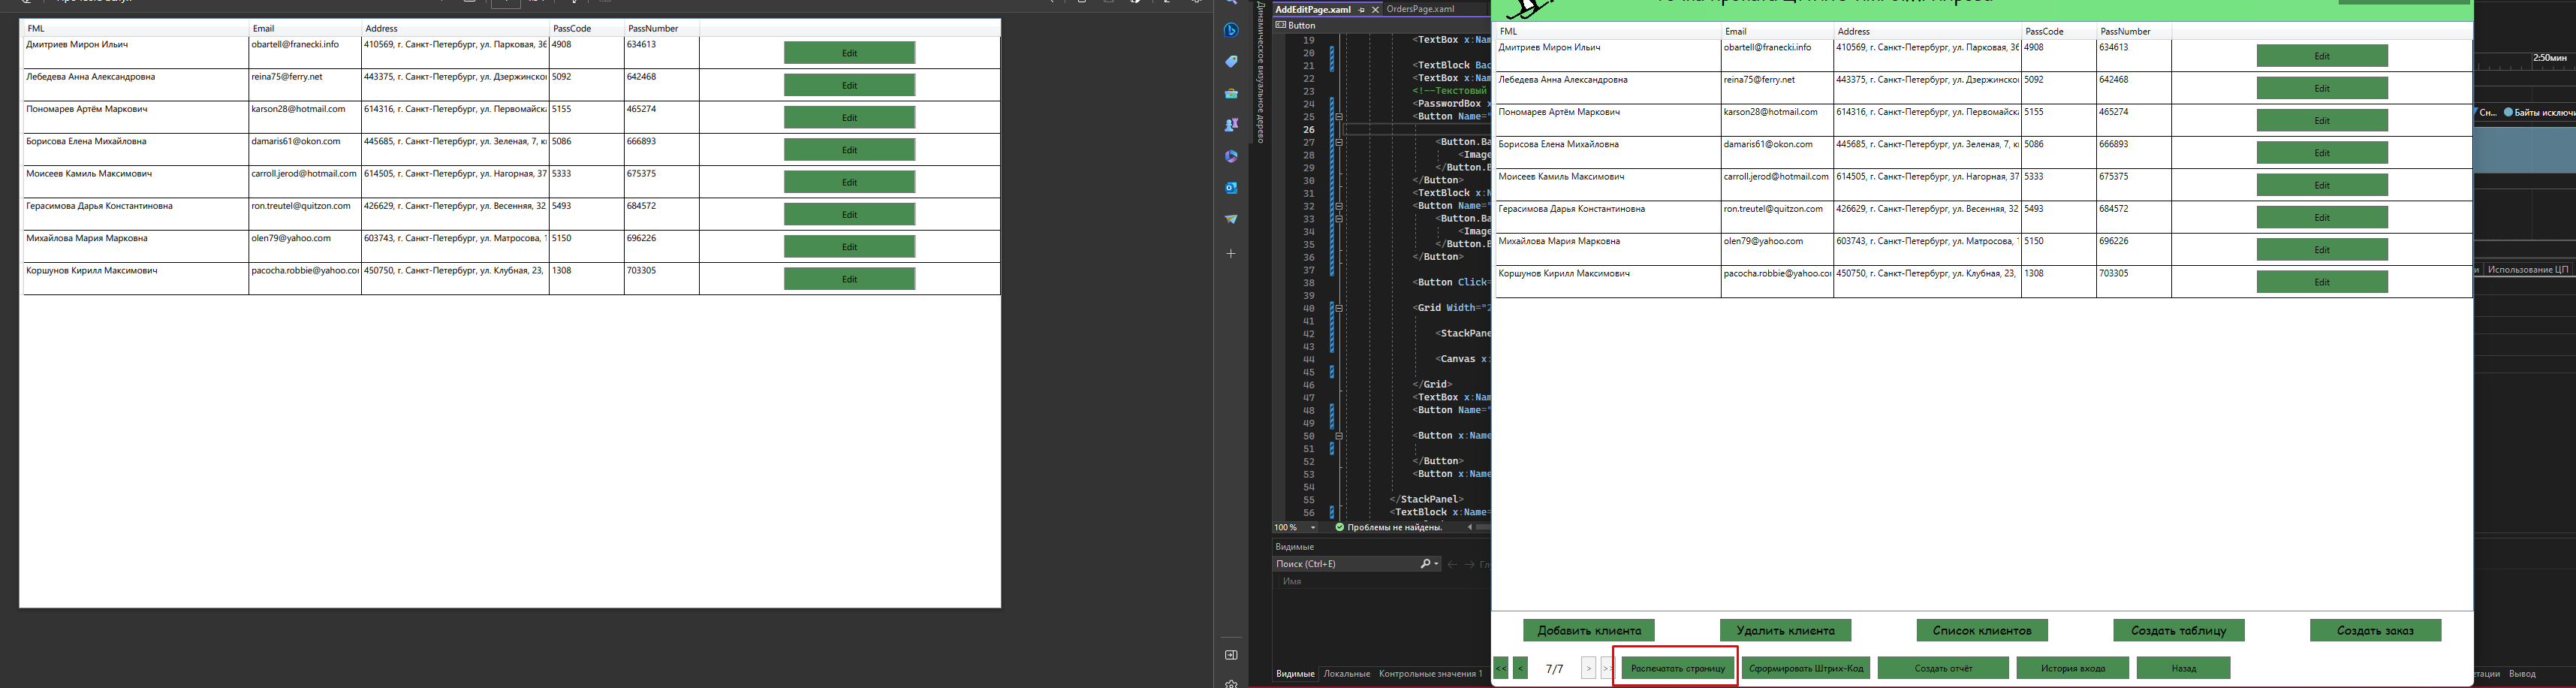 FML Email Address PassCode PassNumber
Дмитриев Мирон Ильич obartell@franecki.info 410569, г. Санкт-Петербург, ул. Парковая, 36 4908 634613 Edit
Лебедева Анна Александровна reina75@ferry.net 443375, г. Санкт-Петербург, ул. Дзержинско 5092 642468 Edit
Пономарев Артём Маркович karson28@hotmail.com 614316, г. Санкт-Петербург, ул. Первомайска 5155 465274 Edit
Борисова Елена Михайловна damaris61@okon.com 445685, г. Санкт-Петербург, ул. Зеленая, 7, к 5086 666893 Edit
Моисеев Камиль Максимович carroll.jerod@hotmail.com 614505, г. Санкт-Петербург, ул. Нагорная, 37 5333 675375 Edit
Герасимова Дарья Константиновна ron.treutel@quitzon.com 426629, г. Санкт-Петербург, ул. Весенняя, 32 5493 684572 Edit
Михайлова Мария Марковна olen79@yahoo.com 603743, г. Санкт-Петербург, ул. Матросова, 1 5150 696226 Edit
Коршунов Кирилл Максимович pacocha.robbie@yahoo.co 450750, г. Санкт-Петербург, ул. Клубная, 23, 1308 703305 Edit
Динамическое визуальное дерево
AddEditPage.xaml OrdersPage.xaml
Button
19 <TextBox x:Nam
20
21 <TextBlock Bac
22 <TextBox x:Nam
23 <!--Текстовый
24 <PasswordBox x
25 <Button Name="
26
27 <Button.Ba
28 <Image
29 </Button.B
30 </Button>
31 <TextBlock x:N
32 <Button Name="
33 <Button.Ba
34 <Image
35 </Button.B
36 </Button>
37
38 <Button Click=
39
40 <Grid Width="2
41
42 <StackPane
43
44 <Canvas x:
45
46 </Grid>
47 <TextBox x:Nam
48 <Button Name="
49
50 <Button x:Name
51
52 </Button>
53 <Button x:Name
54
55 </StackPanel>
56 <TextBlock x:Name=
100 % Проблемы не найдены.
Видимые
Поиск (Ctrl+E)
Имя
Видимые Локальные Контрольные значения 1
FML Email Address PassCode PassNumber
Дмитриев Мирон Ильич obartell@franecki.info 410569, г. Санкт-Петербург, ул. Парковая, 36 4908 634613 Edit
Лебедева Анна Александровна reina75@ferry.net 443375, г. Санкт-Петербург, ул. Дзержинско 5092 642468 Edit
Пономарев Артём Маркович karson28@hotmail.com 614316, г. Санкт-Петербург, ул. Первомайска 5155 465274 Edit
Борисова Елена Михайловна damaris61@okon.com 445685, г. Санкт-Петербург, ул. Зеленая, 7, к 5086 666893 Edit
Моисеев Камиль Максимович carroll.jerod@hotmail.com 614505, г. Санкт-Петербург, ул. Нагорная, 37 5333 675375 Edit
Герасимова Дарья Константиновна ron.treutel@quitzon.com 426629, г. Санкт-Петербург, ул. Весенняя, 32 5493 684572 Edit
Михайлова Мария Марковна olen79@yahoo.com 603743, г. Санкт-Петербург, ул. Матросова, 1 5150 696226 Edit
Коршунов Кирилл Максимович pacocha.robbie@yahoo.co 450750, г. Санкт-Петербург, ул. Клубная, 23, 1308 703305 Edit
Добавить клиента Удалить клиента Список клиентов Создать таблицу Создать заказ
<< < 7/7 > >> Распечатать страницу Сформировать Штрих-Код Создать отчёт История входа Назад
2:50мин
Сн... Байты исключи
Использование ЦП
Вывод